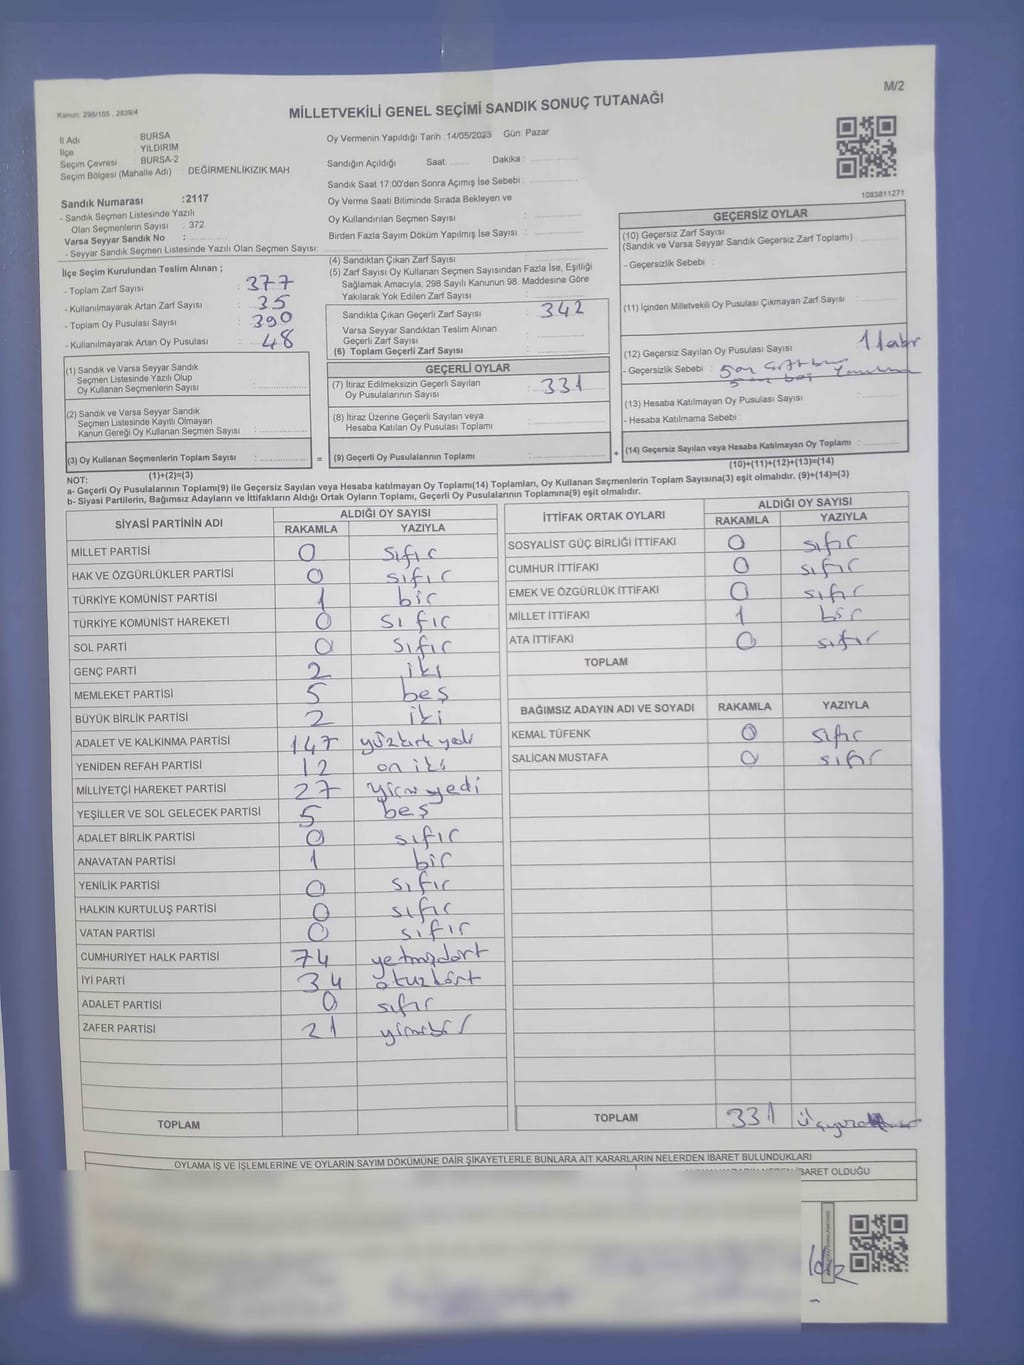 M/2
Kanun: 298/105 , 2839/4
MİLLETVEKİLİ GENEL SEÇİMİ SANDIK SONUÇ TUTANAĞI
İl Adı BURSA
İlçe YILDIRIM
Seçim Çevresi BURSA-2
Seçim Bölgesi (Mahalle Adı) DEĞİRMENLİKIZIK MAH
Sandık Numarası :2117
- Sandık Seçmen Listesinde Yazılı
Olan Seçmenlerin Sayısı : 372
Varsa Seyyar Sandık No :
- Seyyar Sandık Seçmen Listesinde Yazılı Olan Seçmen Sayısı:
Oy Vermenin Yapıldığı Tarih : 14/05/2023 Gün: Pazar
Sandığın Açıldığı Saat: Dakika :
Sandık Saat 17:00'den Sonra Açımış İse Sebebi :
Oy Verme Saati Bitiminde Sırada Bekleyen ve
Oy Kullandırılan Seçmen Sayısı :
Birden Fazla Sayım Döküm Yapılmış İse Sayısı :
1083811271
İlçe Seçim Kurulundan Teslim Alınan ;
- Toplam Zarf Sayısı : 377
- Kullanılmayarak Artan Zarf Sayısı : 35
- Toplam Oy Pusulası Sayısı : 390
- Kullanılmayarak Artan Oy Pusulası : 48
(1) Sandık ve Varsa Seyyar Sandık
Seçmen Listesinde Yazılı Olup
Oy Kullanan Seçmenlerin Sayısı :
(2) Sandık ve Varsa Seyyar Sandık
Seçmen Listesinde Kayıtlı Olmayan
Kanun Gereği Oy Kullanan Seçmen Sayısı :
(3) Oy Kullanan Seçmenlerin Toplam Sayısı :
(1)+(2)=(3)
(4) Sandıktan Çıkan Zarf Sayısı :
(5) Zarf Sayısı Oy Kullanan Seçmen Sayısından Fazla İse, Eşitliği
Sağlamak Amacıyla, 298 Sayılı Kanunun 98. Maddesine Göre
Yakılarak Yok Edilen Zarf Sayısı :
Sandıkta Çıkan Geçerli Zarf Sayısı : 342
Varsa Seyyar Sandıktan Teslim Alınan
Geçerli Zarf Sayısı :
(6) Toplam Geçerli Zarf Sayısı :
GEÇERLİ OYLAR
(7) İtiraz Edilmeksizin Geçerli Sayılan
Oy Pusulalarının Sayısı : 331
(8) İtiraz Üzerine Geçerli Sayılan veya
Hesaba Katılan Oy Pusulası Toplamı :
= (9) Geçerli Oy Pusulalarının Toplamı :
GEÇERSİZ OYLAR
(10) Geçersiz Zarf Sayısı
(Sandık ve Varsa Seyyar Sandık Geçersiz Zarf Toplamı) :
- Geçersizlik Sebebi :
(11) İçinden Milletvekili Oy Pusulası Çıkmayan Zarf Sayısı :
(12) Geçersiz Sayılan Oy Pusulası Sayısı :
- Geçersizlik Sebebi :
(13) Hesaba Katılmayan Oy Pusulası Sayısı :
- Hesaba Katılmama Sebebi :
+ (14) Geçersiz Sayılan veya Hesaba Katılmayan Oy Toplamı :
(10)+(11)+(12)+(13)=(14)
NOT:
a- Geçerli Oy Pusulalarının Toplamı(9) ile Geçersiz Sayılan veya Hesaba katılmayan Oy Toplamı(14) Toplamları, Oy Kullanan Seçmenlerin Toplam Sayısına(3) eşit olmalıdır. (9)+(14)=(3)
b- Siyasi Partilerin, Bağımsız Adayların ve İttifakların Aldığı Ortak Oyların Toplamı, Geçerli Oy Pusulalarının Toplamına(9) eşit olmalıdır.
SİYASİ PARTİNİN ADI ALDIĞI OY SAYISI
RAKAMLA YAZIYLA
MİLLET PARTİSİ 0 sıfır
HAK VE ÖZGÜRLÜKLER PARTİSİ 0 sıfır
TÜRKİYE KOMÜNİST PARTİSİ 1 bir
TÜRKİYE KOMÜNİST HAREKETİ 0 sıfır
SOL PARTİ 0 sıfır
GENÇ PARTİ 2 iki
MEMLEKET PARTİSİ 5 beş
BÜYÜK BİRLİK PARTİSİ 2 iki
ADALET VE KALKINMA PARTİSİ 147 yüzkırkyedi
YENİDEN REFAH PARTİSİ 12 on iki
MİLLİYETÇİ HAREKET PARTİSİ 27 yirmiyedi
YEŞİLLER VE SOL GELECEK PARTİSİ 5 beş
ADALET BİRLİK PARTİSİ 0 sıfır
ANAVATAN PARTİSİ 1 bir
YENİLİK PARTİSİ 0 sıfır
HALKIN KURTULUŞ PARTİSİ 0 sıfır
VATAN PARTİSİ 0 sıfır
CUMHURİYET HALK PARTİSİ 74 yetmişdört
İYİ PARTİ 34 otuzdört
ADALET PARTİSİ 0 sıfır
ZAFER PARTİSİ 21 yirmibir
TOPLAM
İTTİFAK ORTAK OYLARI ALDIĞI OY SAYISI
RAKAMLA YAZIYLA
SOSYALİST GÜÇ BİRLİĞİ İTTİFAKI 0 sıfır
CUMHUR İTTİFAKI 0 sıfır
EMEK VE ÖZGÜRLÜK İTTİFAKI 0 sıfır
MİLLET İTTİFAKI 1 bir
ATA İTTİFAKI 0 sıfır
TOPLAM
BAĞIMSIZ ADAYIN ADI VE SOYADI RAKAMLA YAZIYLA
KEMAL TÜFENK 0 sıfır
SALİCAN MUSTAFA 0 sıfır
TOPLAM 331
OYLAMA İŞ VE İŞLEMLERİNE VE OYLARIN SAYIM DÖKÜMÜNE DAİR ŞİKAYETLERLE BUNLARA AİT KARARLARIN NELERDEN İBARET BULUNDUKLARI
İBARET OLDUĞU